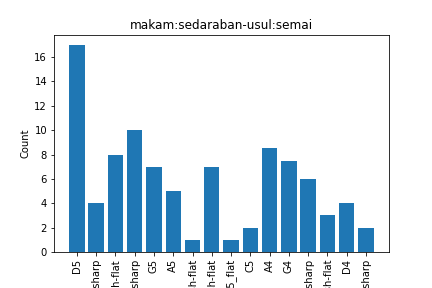 makam:sedaraban-usul:semai
16
14
12
10
8
6
4
2
0
Count
D5
sharp
h-flat
sharp
G5
A5
h-flat
h-flat
5_flat
C5
A4
G4
sharp
h-flat
D4
sharp